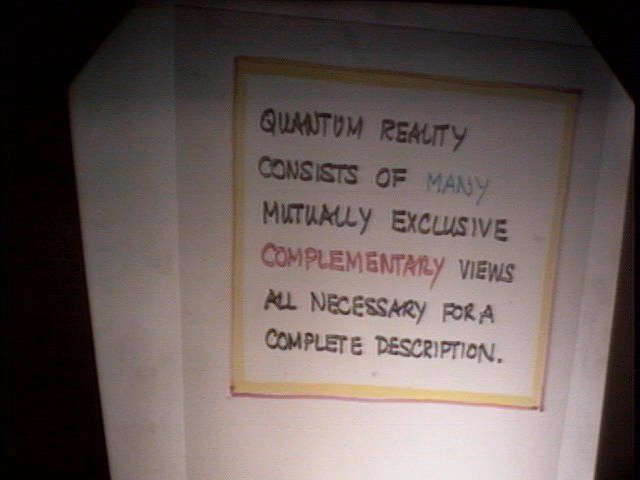 QUANTUM REALITY
CONSISTS OF MANY
MUTUALLY EXCLUSIVE
COMPLEMENTARY VIEWS
ALL NECESSARY FOR A
COMPLETE DESCRIPTION.